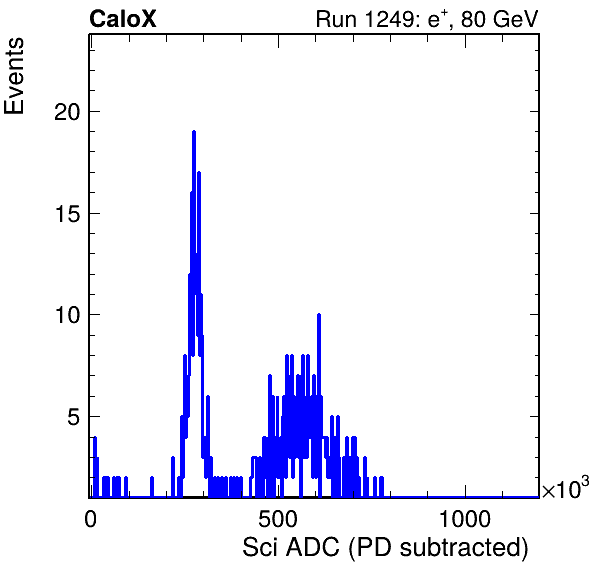 CaloX Run 1249: e⁺, 80 GeV
Events
20
15
10
5
0 500 1000 ×10³
Sci ADC (PD subtracted)